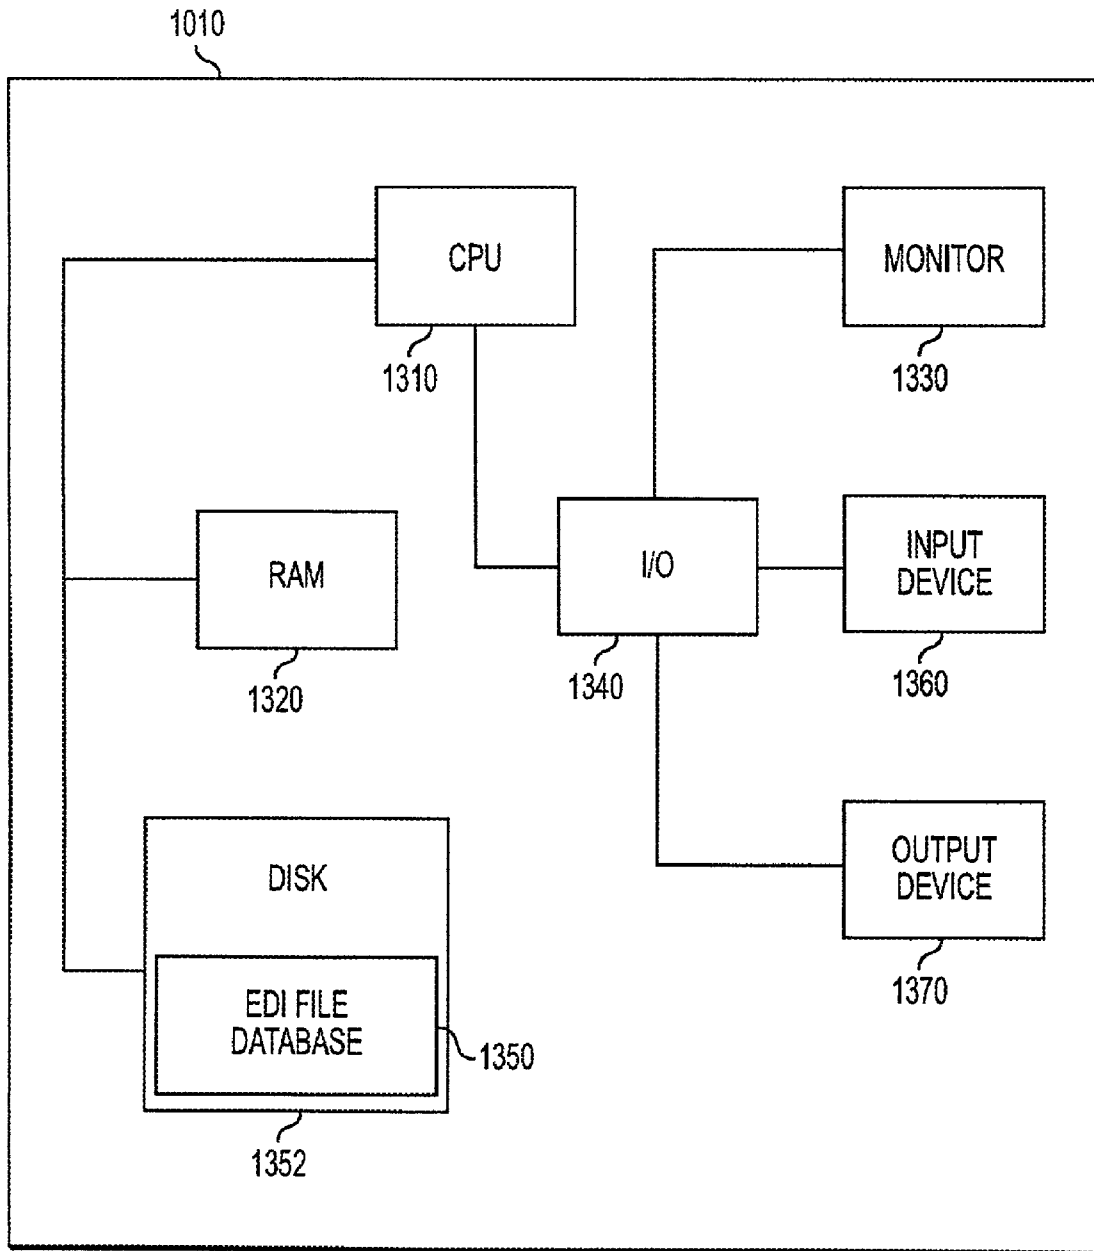 1010
CPU
1310
MONITOR
1330
RAM
1320
I/O
1340
INPUT
DEVICE
1360
DISK
EDI FILE
DATABASE
1350
1352
OUTPUT
DEVICE
1370